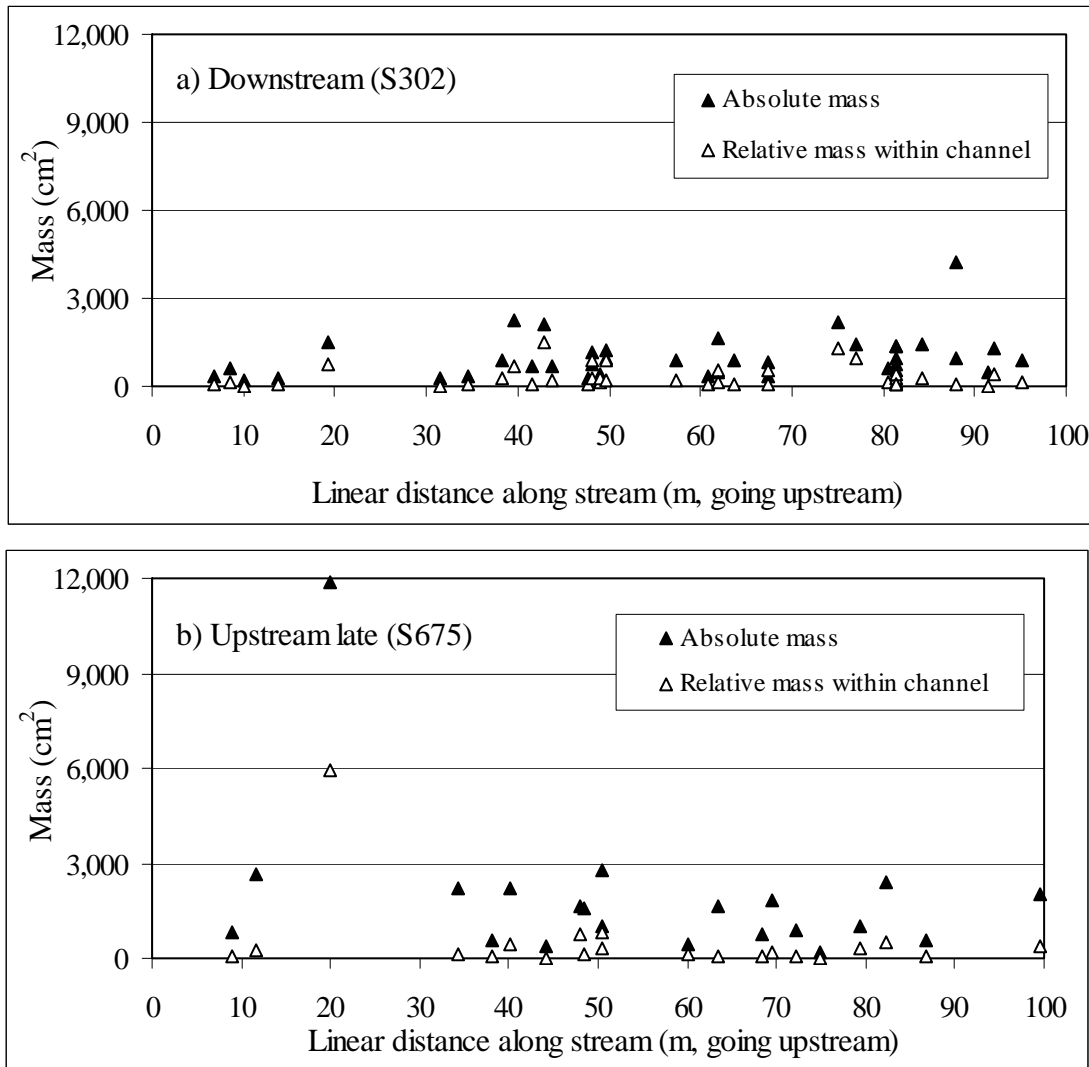 12,000
9,000
6,000
3,000
0
Mass (cm²)
a) Downstream (S302)
Absolute mass
Relative mass within channel
0 10 20 30 40 50 60 70 80 90 100
Linear distance along stream (m, going upstream)
12,000
9,000
6,000
3,000
0
Mass (cm²)
b) Upstream late (S675)
Absolute mass
Relative mass within channel
0 10 20 30 40 50 60 70 80 90 100
Linear distance along stream (m, going upstream)